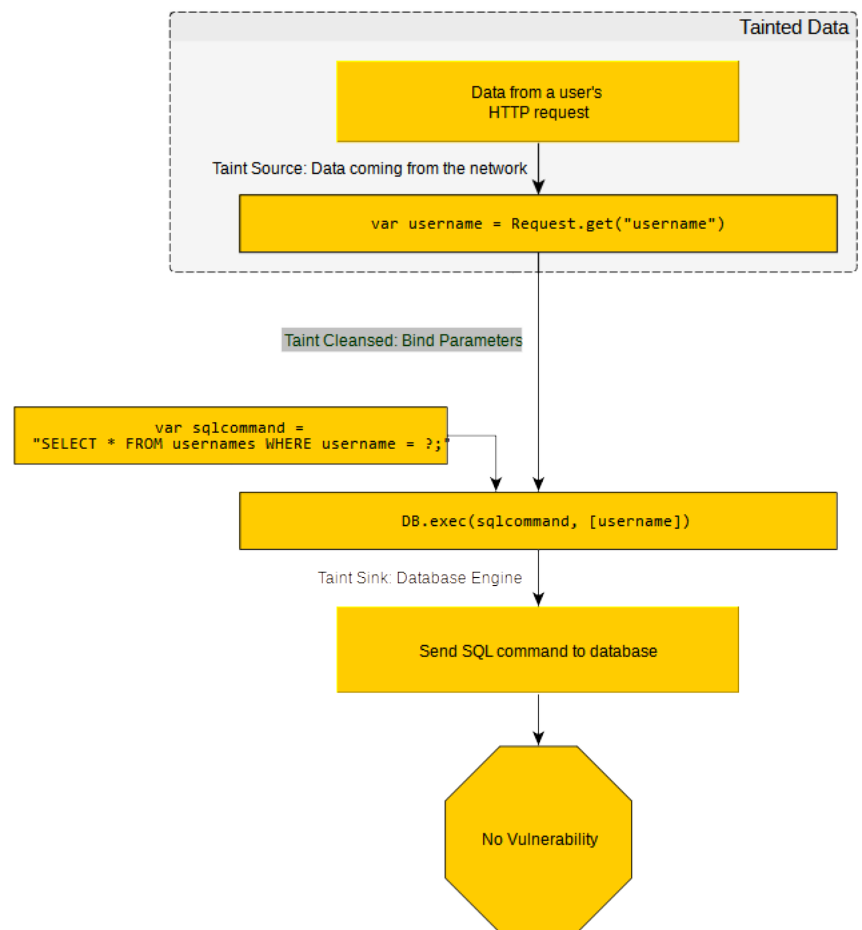 Tainted Data
Data from a user's
HTTP request
Taint Source: Data coming from the network
var username = Request.get("username")
Taint Cleansed: Bind Parameters
var sqlcommand =
"SELECT * FROM usernames WHERE username = ?;"
DB.exec(sqlcommand, [username])
Taint Sink: Database Engine
Send SQL command to database
No Vulnerability